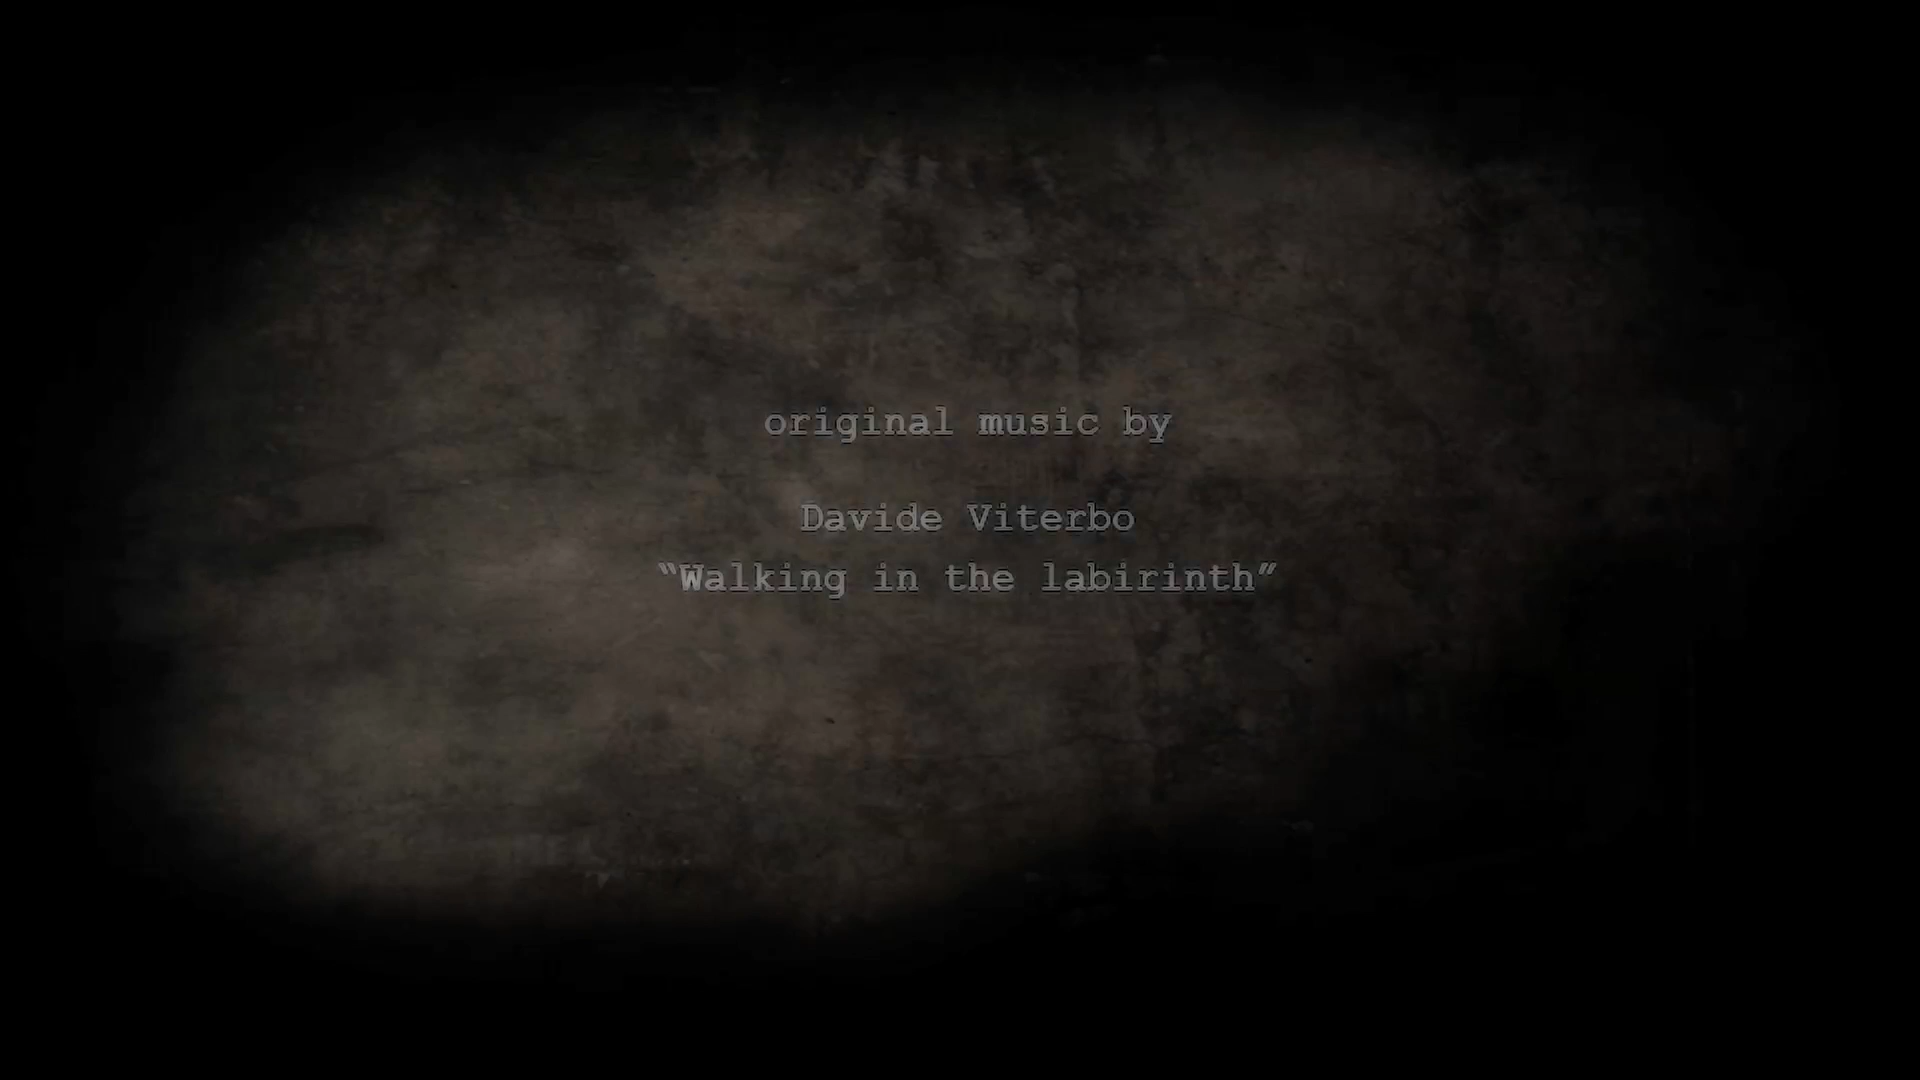 original music by
Davide Viterbo
“Walking in the labirinth”